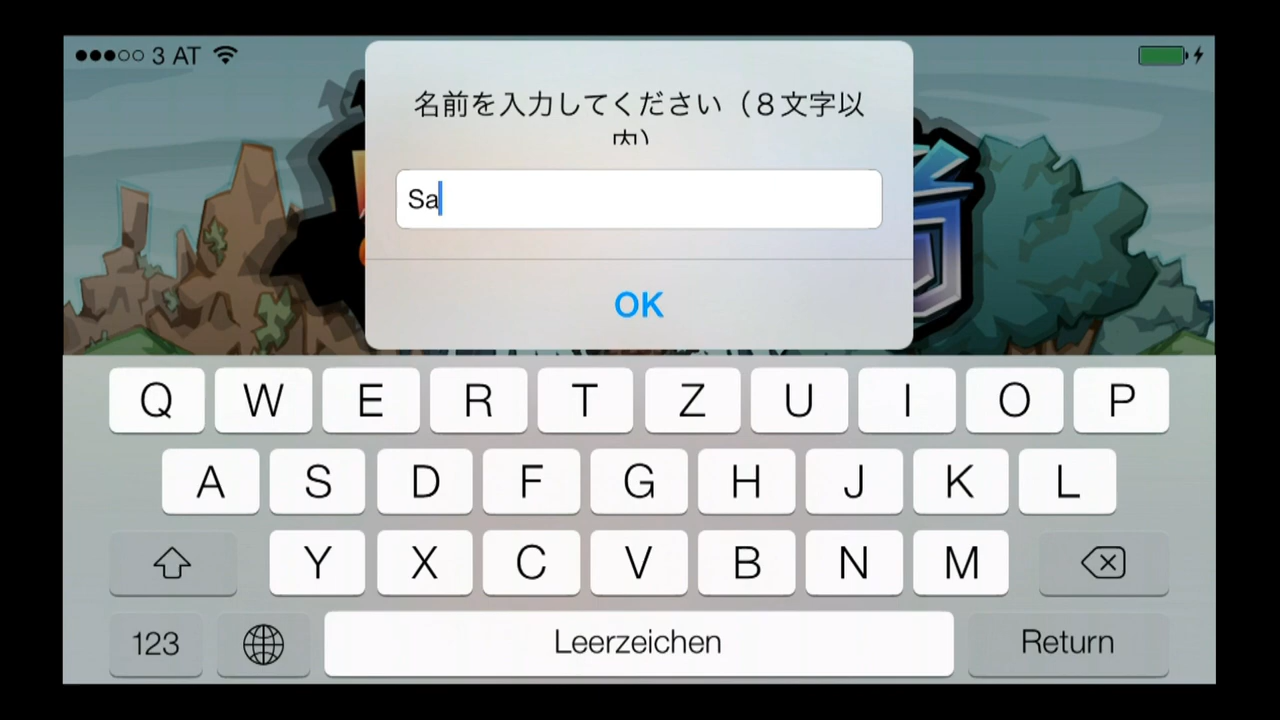 3 AT
名前を入力してください（８文字以
内）
Sa
OK
Q W E R T Z U I O P
A S D F G H J K L
Y X C V B N M
123 Leerzeichen Return